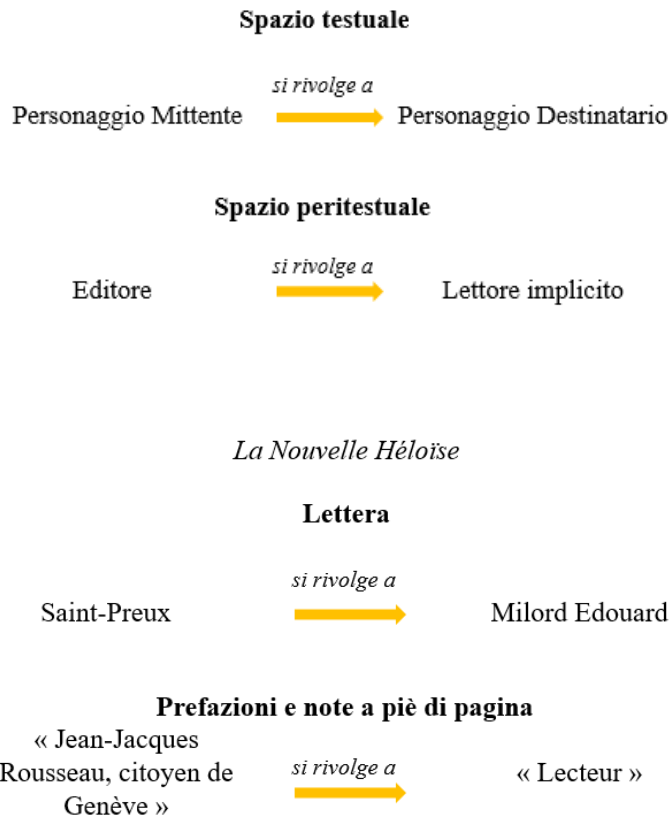 Spazio testuale
si rivolge a
Personaggio Mittente Personaggio Destinatario
Spazio peritestuale
si rivolge a
Editore Lettore implicito
La Nouvelle Héloïse
Lettera
si rivolge a
Saint-Preux Milord Edouard
Prefazioni e note a piè di pagina
« Jean-Jacques
Rousseau, citoyen de
Genève »
si rivolge a
« Lecteur »